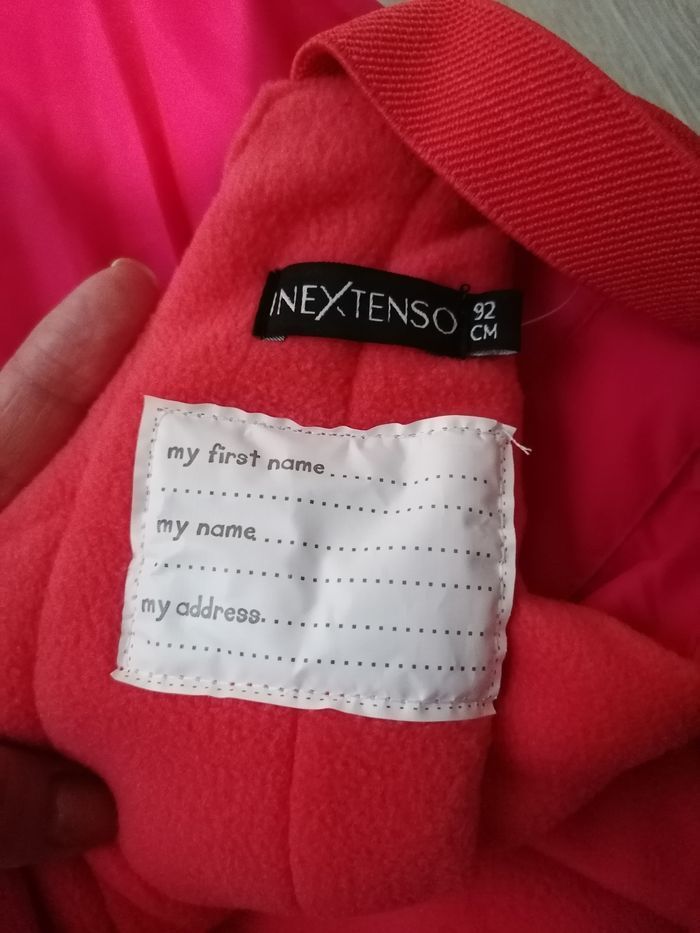 INEXTENSO
92
CM
my first name
my name
my address